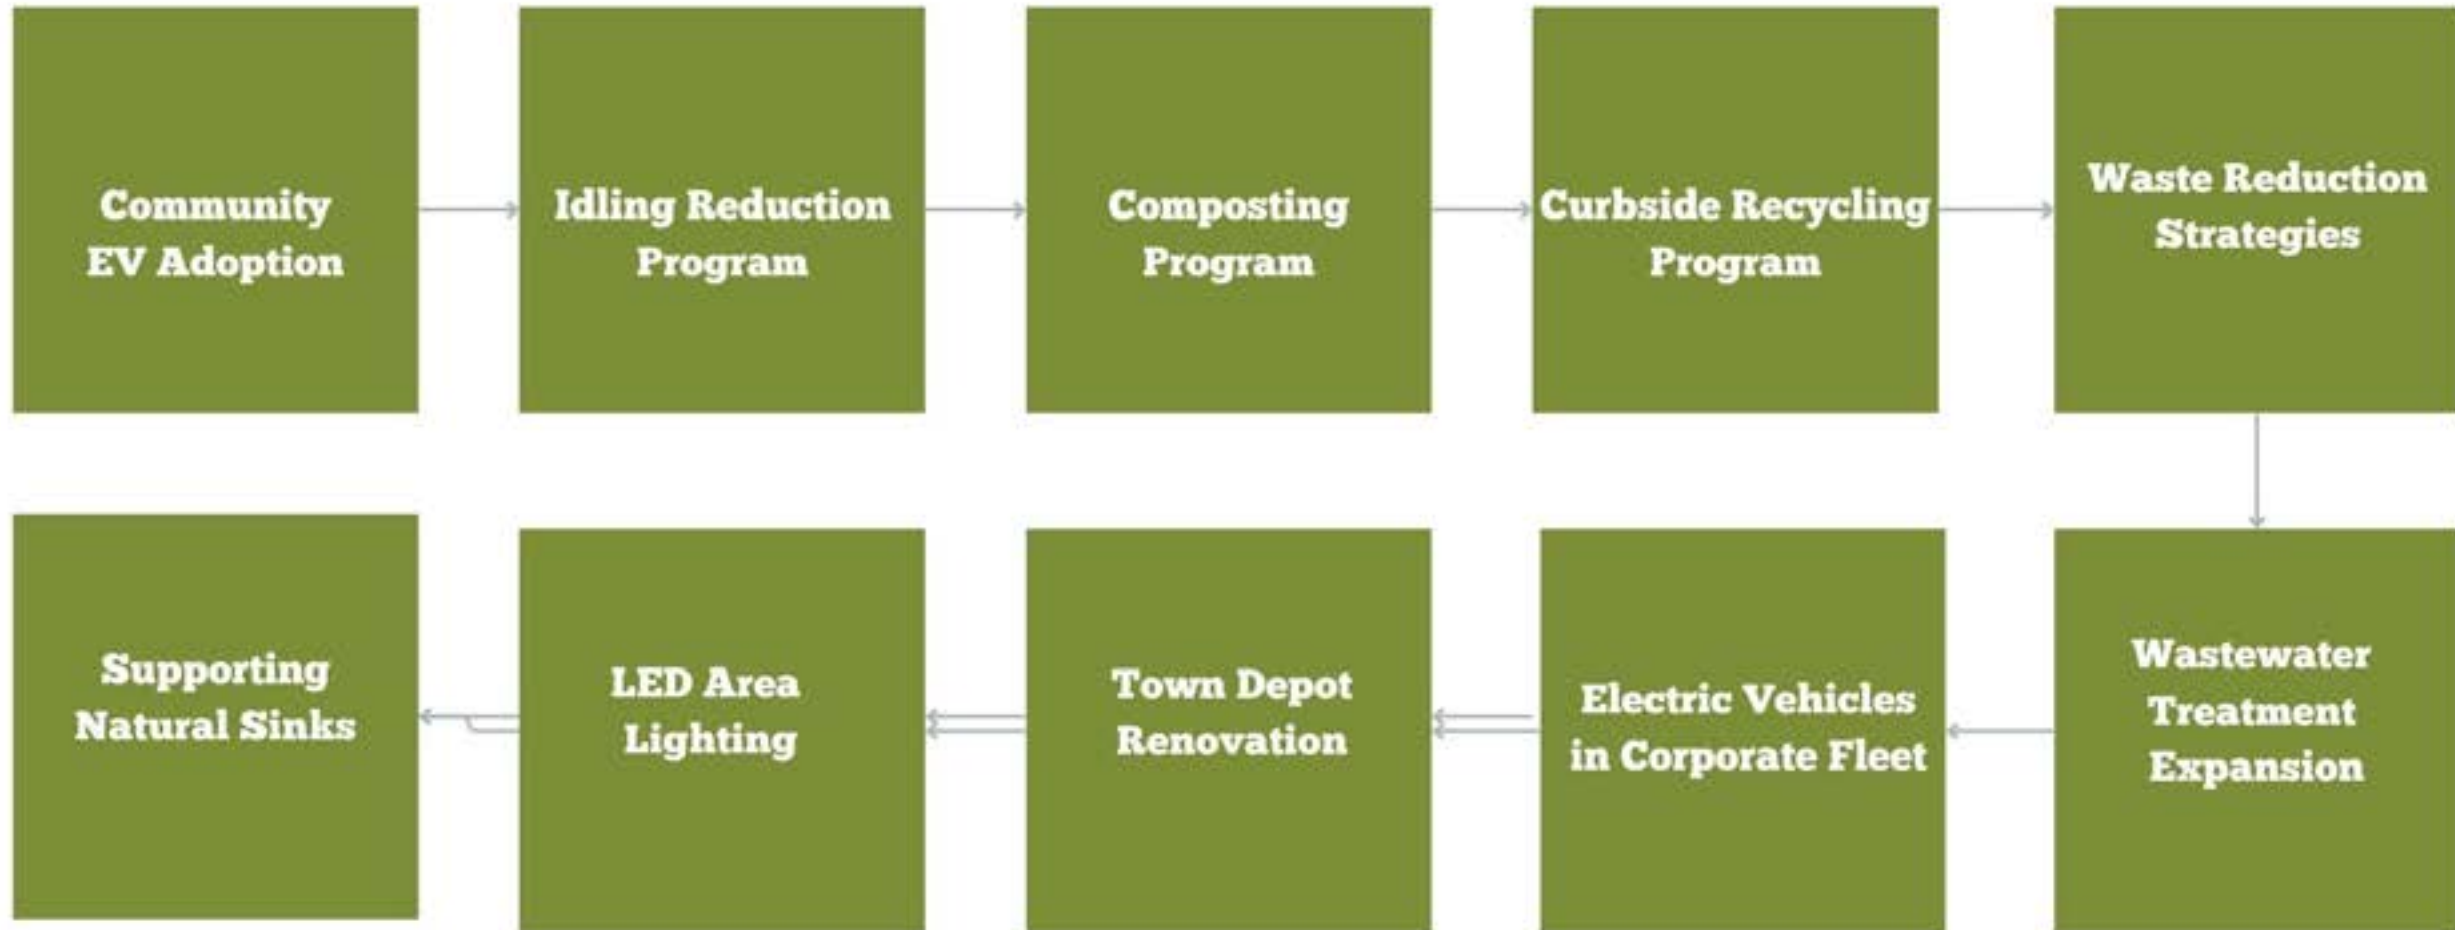 Community
EV Adoption
Idling Reduction
Program
Composting
Program
Curbside Recycling
Program
Waste Reduction
Strategies
Wastewater
Treatment
Expansion
Electric Vehicles
in Corporate Fleet
Town Depot
Renovation
LED Area
Lighting
Supporting
Natural Sinks